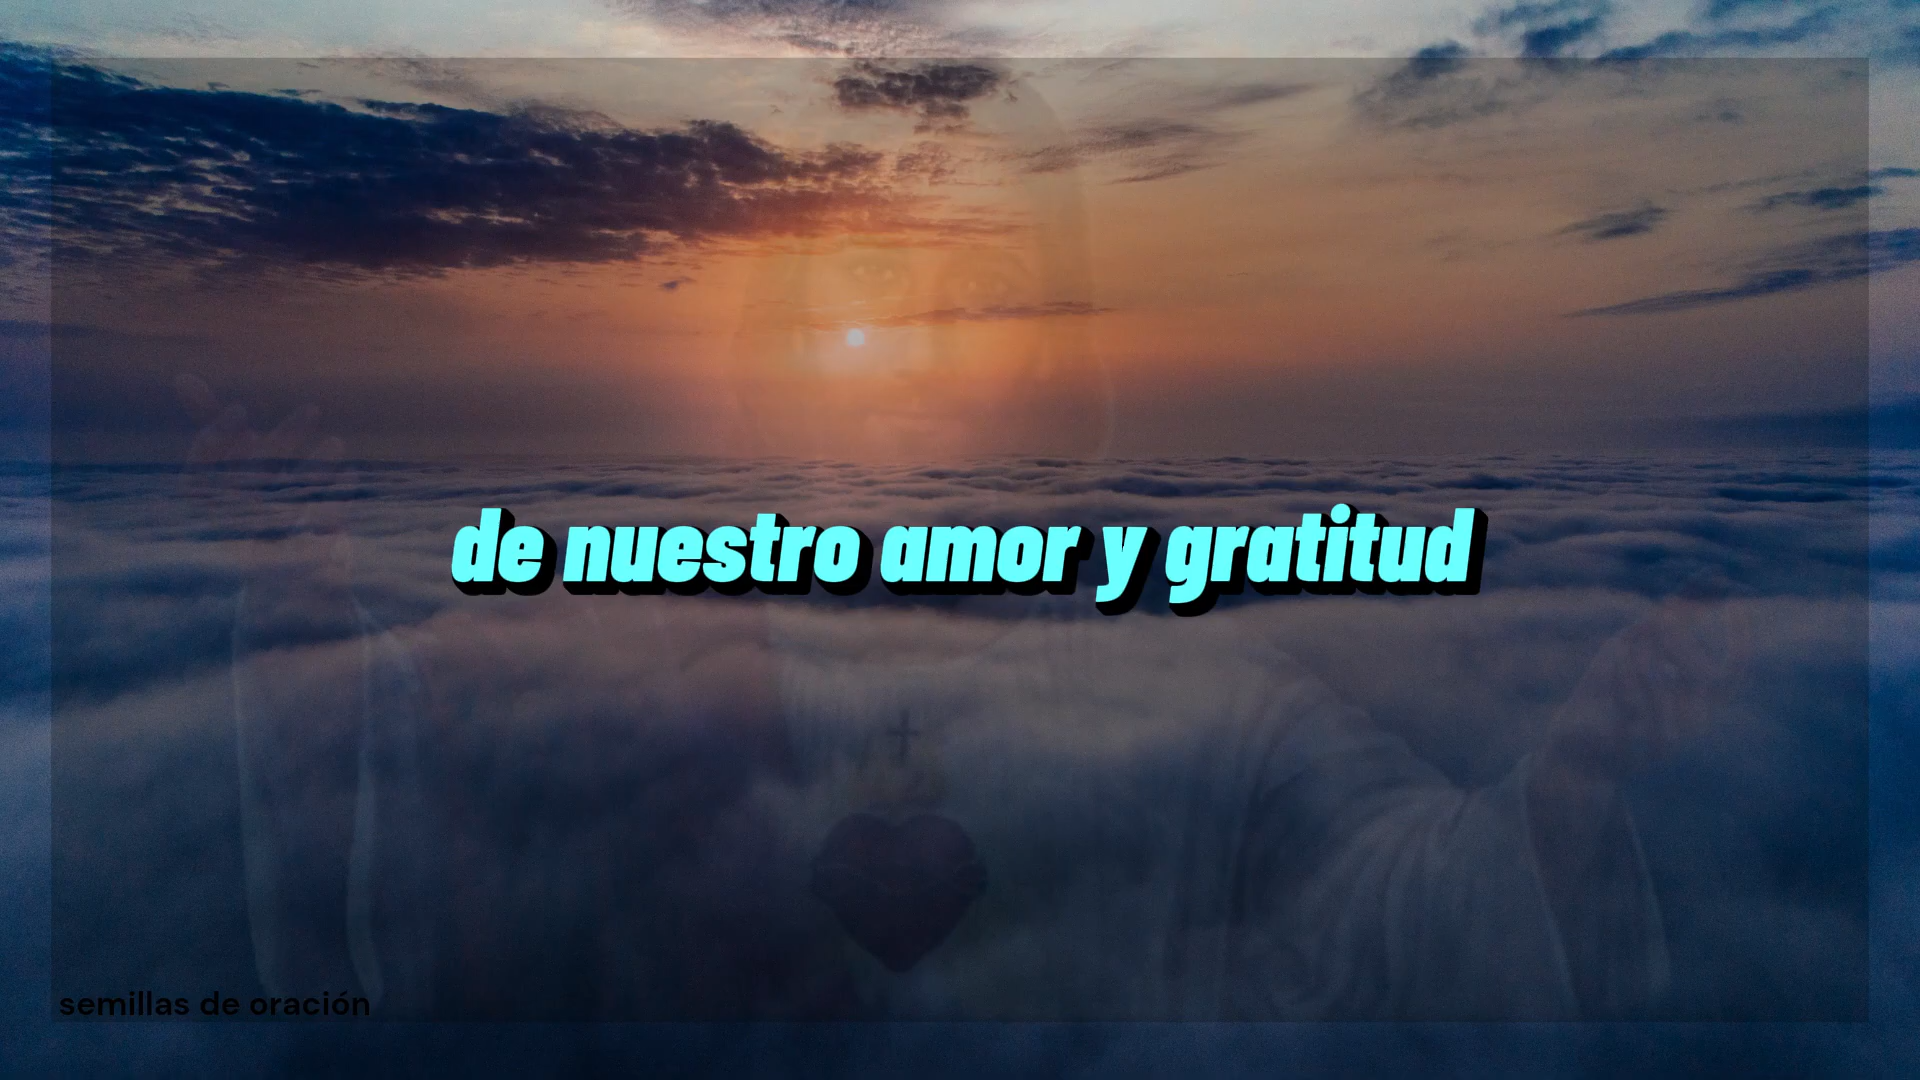 de nuestro amor y gratitud
semillas de oración